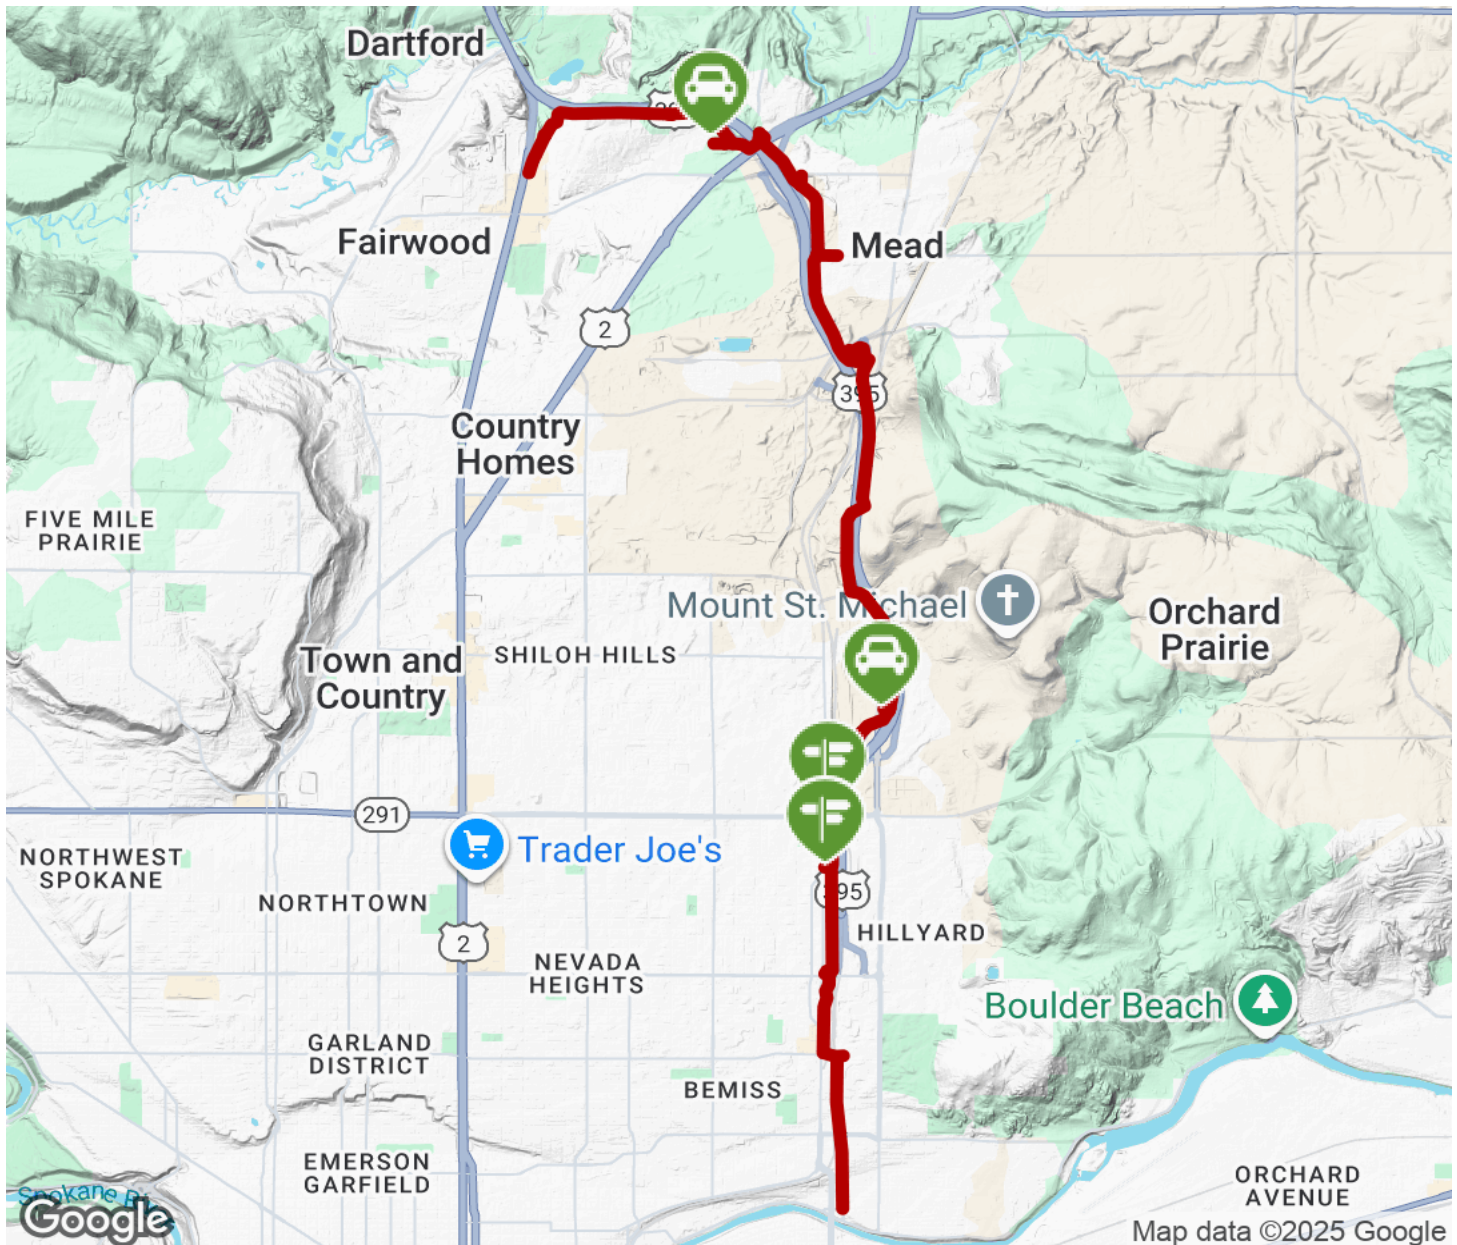 Dartford
Fairwood
Mead
2
395
Country
Homes
FIVE MILE
PRAIRIE
Mount St. Michael
Orchard
Prairie
Town and
Country
SHILOH HILLS
291
Trader Joe's
NORTHWEST
SPOKANE
NORTHTOWN
395
HILLYARD
2
NEVADA
HEIGHTS
Boulder Beach
GARLAND
DISTRICT
BEMISS
EMERSON
GARFIELD
ORCHARD
AVENUE
Spokane
Google
Map data ©2025 Google